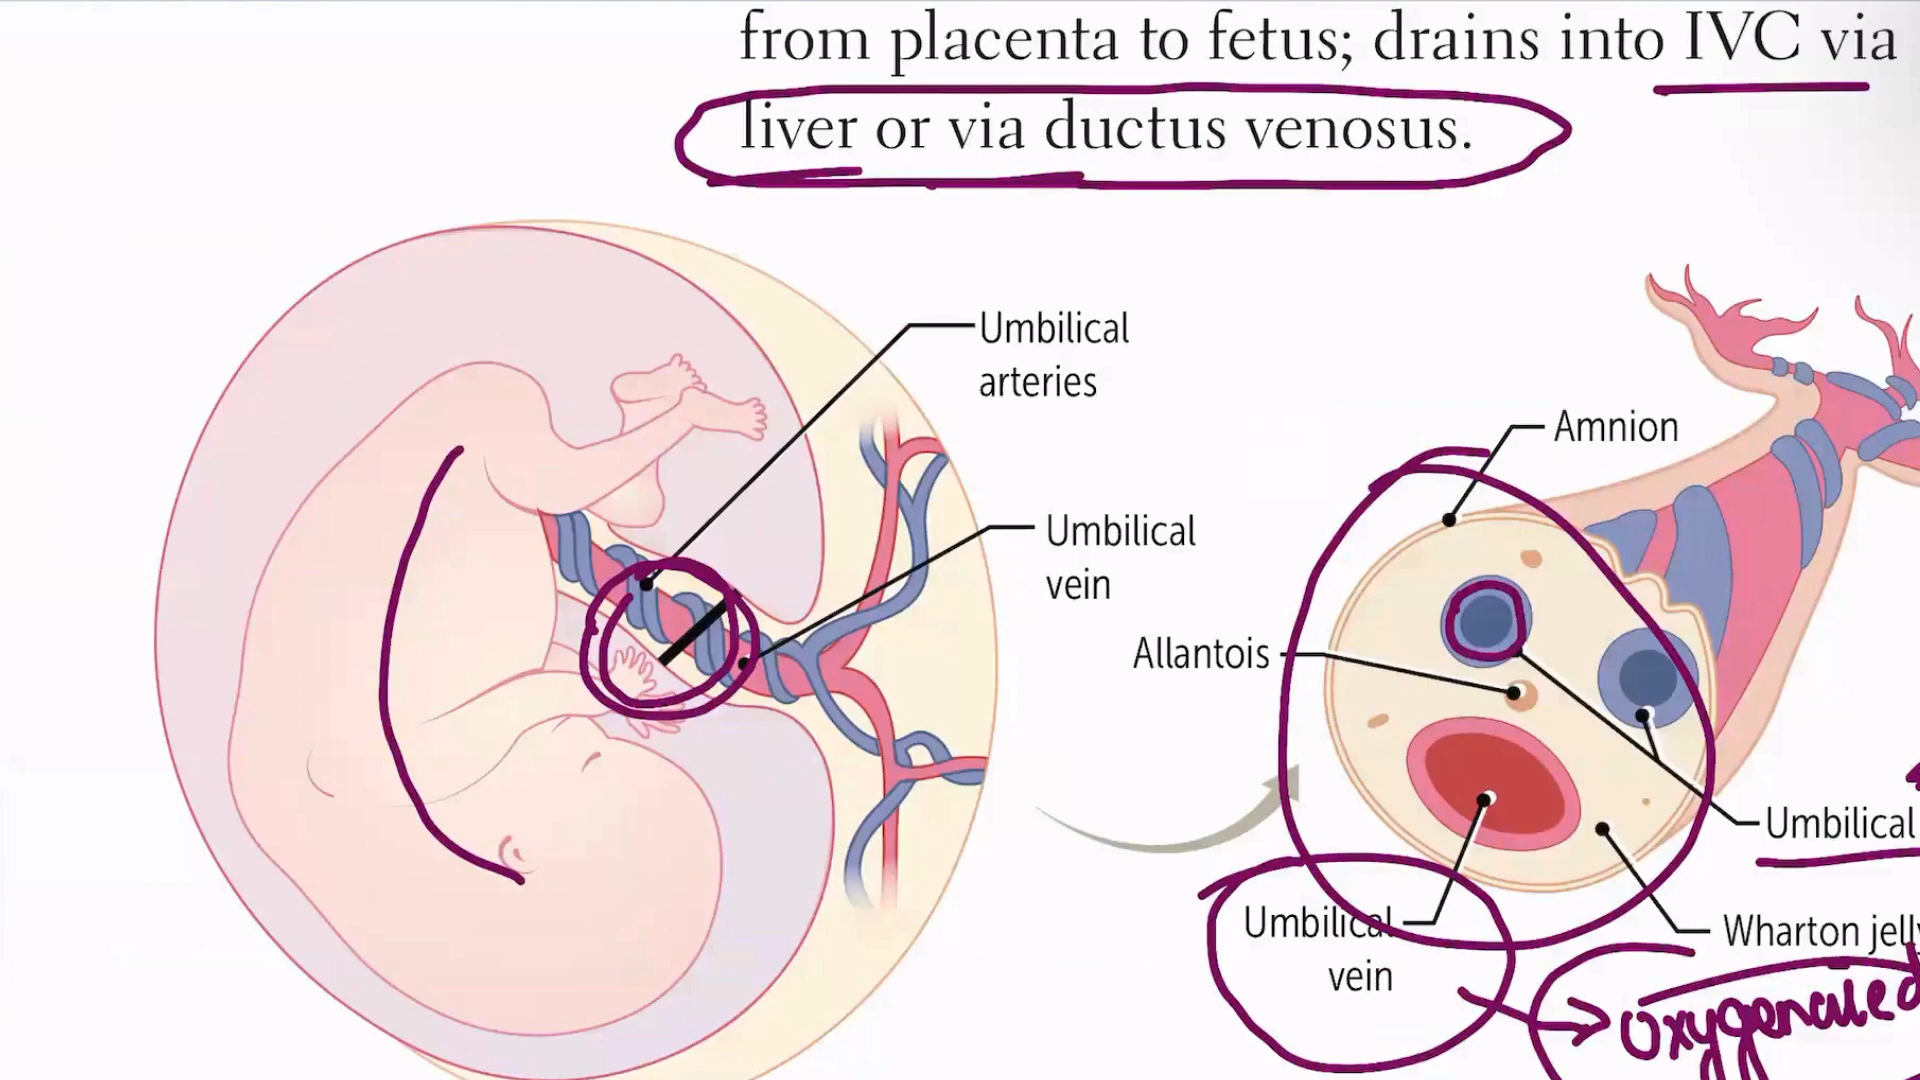 from placenta to fetus; drains into IVC via
liver or via ductus venosus.
Umbilical
arteries
Umbilical
vein
Amnion
Allantois
Umbilical
Umbilical
vein
Wharton jelly
oxygenated